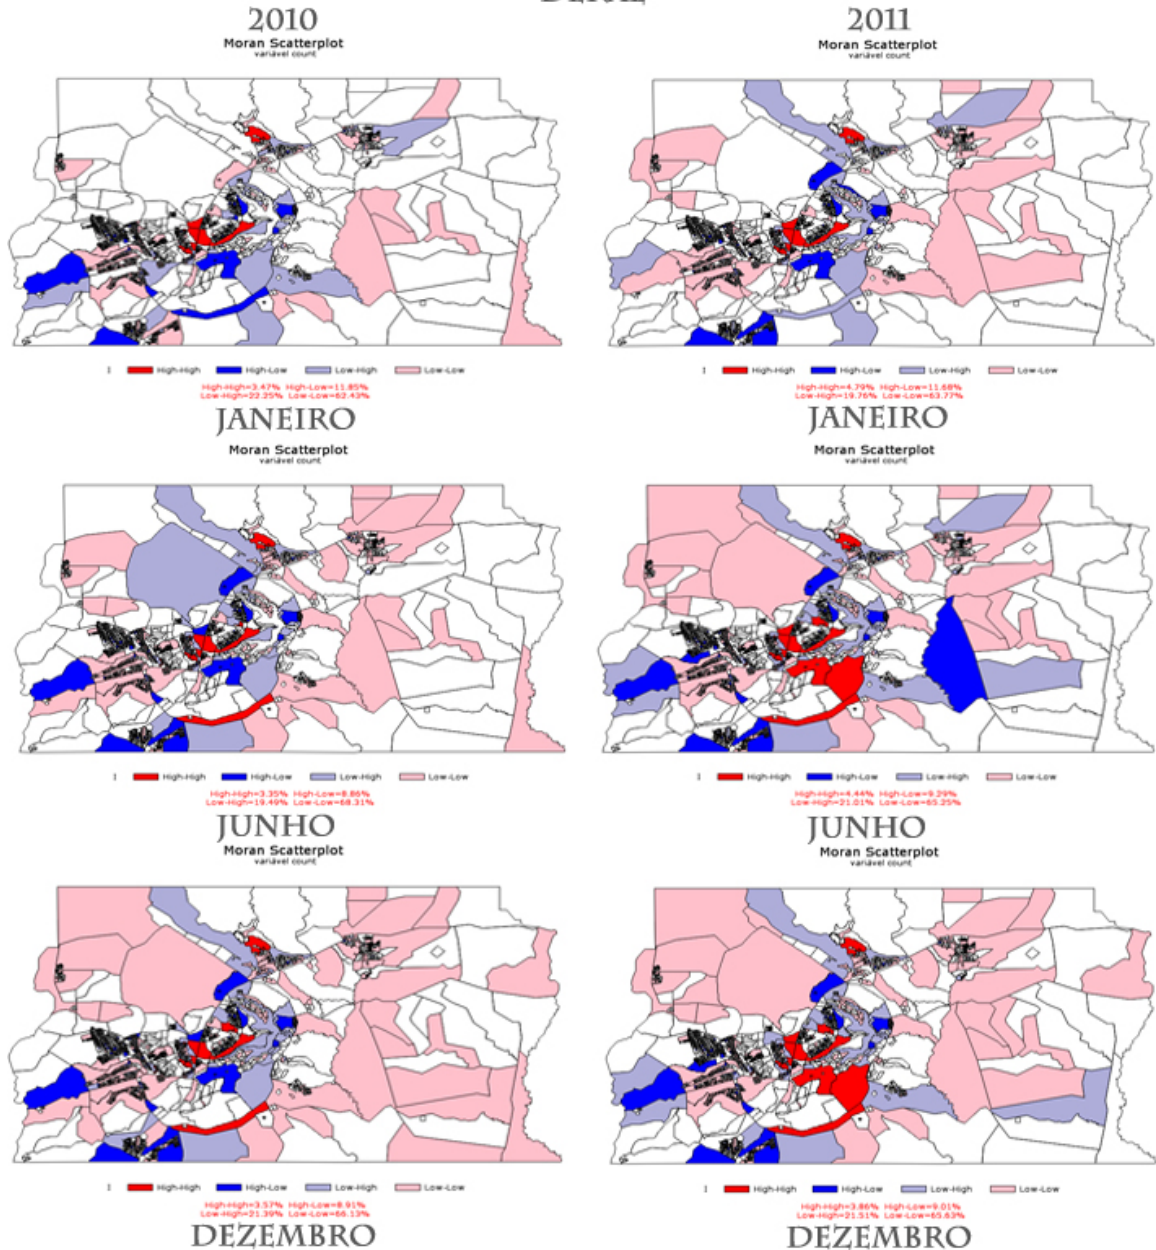 2010
2011
Moran Scatterplot
variável count
Moran Scatterplot
variável count
I High-High High-Low Low-High Low-Low
High-High=3.47% High-Low=11.85%
Low-High=22.25% Low-Low=62.43%
I High-High High-Low Low-High Low-Low
High-High=4.79% High-Low=11.68%
Low-High=19.76% Low-Low=63.77%
JANEIRO
JANEIRO
Moran Scatterplot
variável count
Moran Scatterplot
variável count
I High-High High-Low Low-High Low-Low
High-High=3.35% High-Low=8.86%
Low-High=19.49% Low-Low=68.31%
I High-High High-Low Low-High Low-Low
High-High=4.44% High-Low=9.29%
Low-High=21.01% Low-Low=65.25%
JUNHO
JUNHO
Moran Scatterplot
variável count
Moran Scatterplot
variável count
I High-High High-Low Low-High Low-Low
High-High=3.57% High-Low=8.91%
Low-High=21.39% Low-Low=66.13%
I High-High High-Low Low-High Low-Low
High-High=3.86% High-Low=9.01%
Low-High=21.51% Low-Low=65.63%
DEZEMBRO
DEZEMBRO